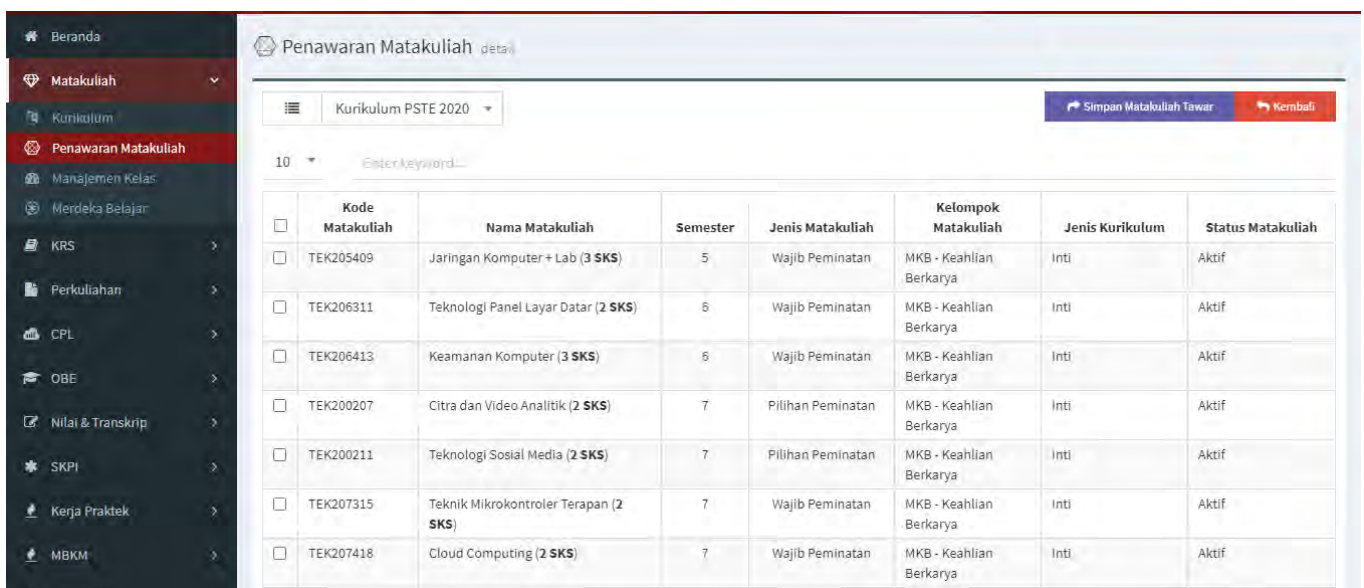 Beranda
Matakuliah
Kurikulum
Penawaran Matakuliah
Manajemen Kelas
Merdeka Belajar
KRS
Perkuliahan
CPL
OBE
Nilai & Transkrip
SKPI
Kerja Praktek
MBKM
Penawaran Matakuliah detail
Kurikulum PSTE 2020
Simpan Matakuliah Tawar
Kembali
10 Enter keyword...
Kode Matakuliah Nama Matakuliah Semester Jenis Matakuliah Kelompok Matakuliah Jenis Kurikulum Status Matakuliah
TEK205409 Jaringan Komputer + Lab (3 SKS) 5 Wajib Peminatan MKB - Keahlian Berkarya Inti Aktif
TEK206311 Teknologi Panel Layar Datar (2 SKS) 6 Wajib Peminatan MKB - Keahlian Berkarya Inti Aktif
TEK206413 Keamanan Komputer (3 SKS) 6 Wajib Peminatan MKB - Keahlian Berkarya Inti Aktif
TEK200207 Citra dan Video Analitik (2 SKS) 7 Pilihan Peminatan MKB - Keahlian Berkarya Inti Aktif
TEK200211 Teknologi Sosial Media (2 SKS) 7 Pilihan Peminatan MKB - Keahlian Berkarya Inti Aktif
TEK207315 Teknik Mikrokontroler Terapan (2 SKS) 7 Wajib Peminatan MKB - Keahlian Berkarya Inti Aktif
TEK207418 Cloud Computing (2 SKS) 7 Wajib Peminatan MKB - Keahlian Berkarya Inti Aktif